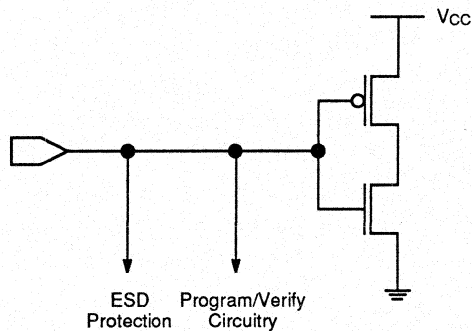 VCC
ESD
Protection
Program/Verify
Circuitry